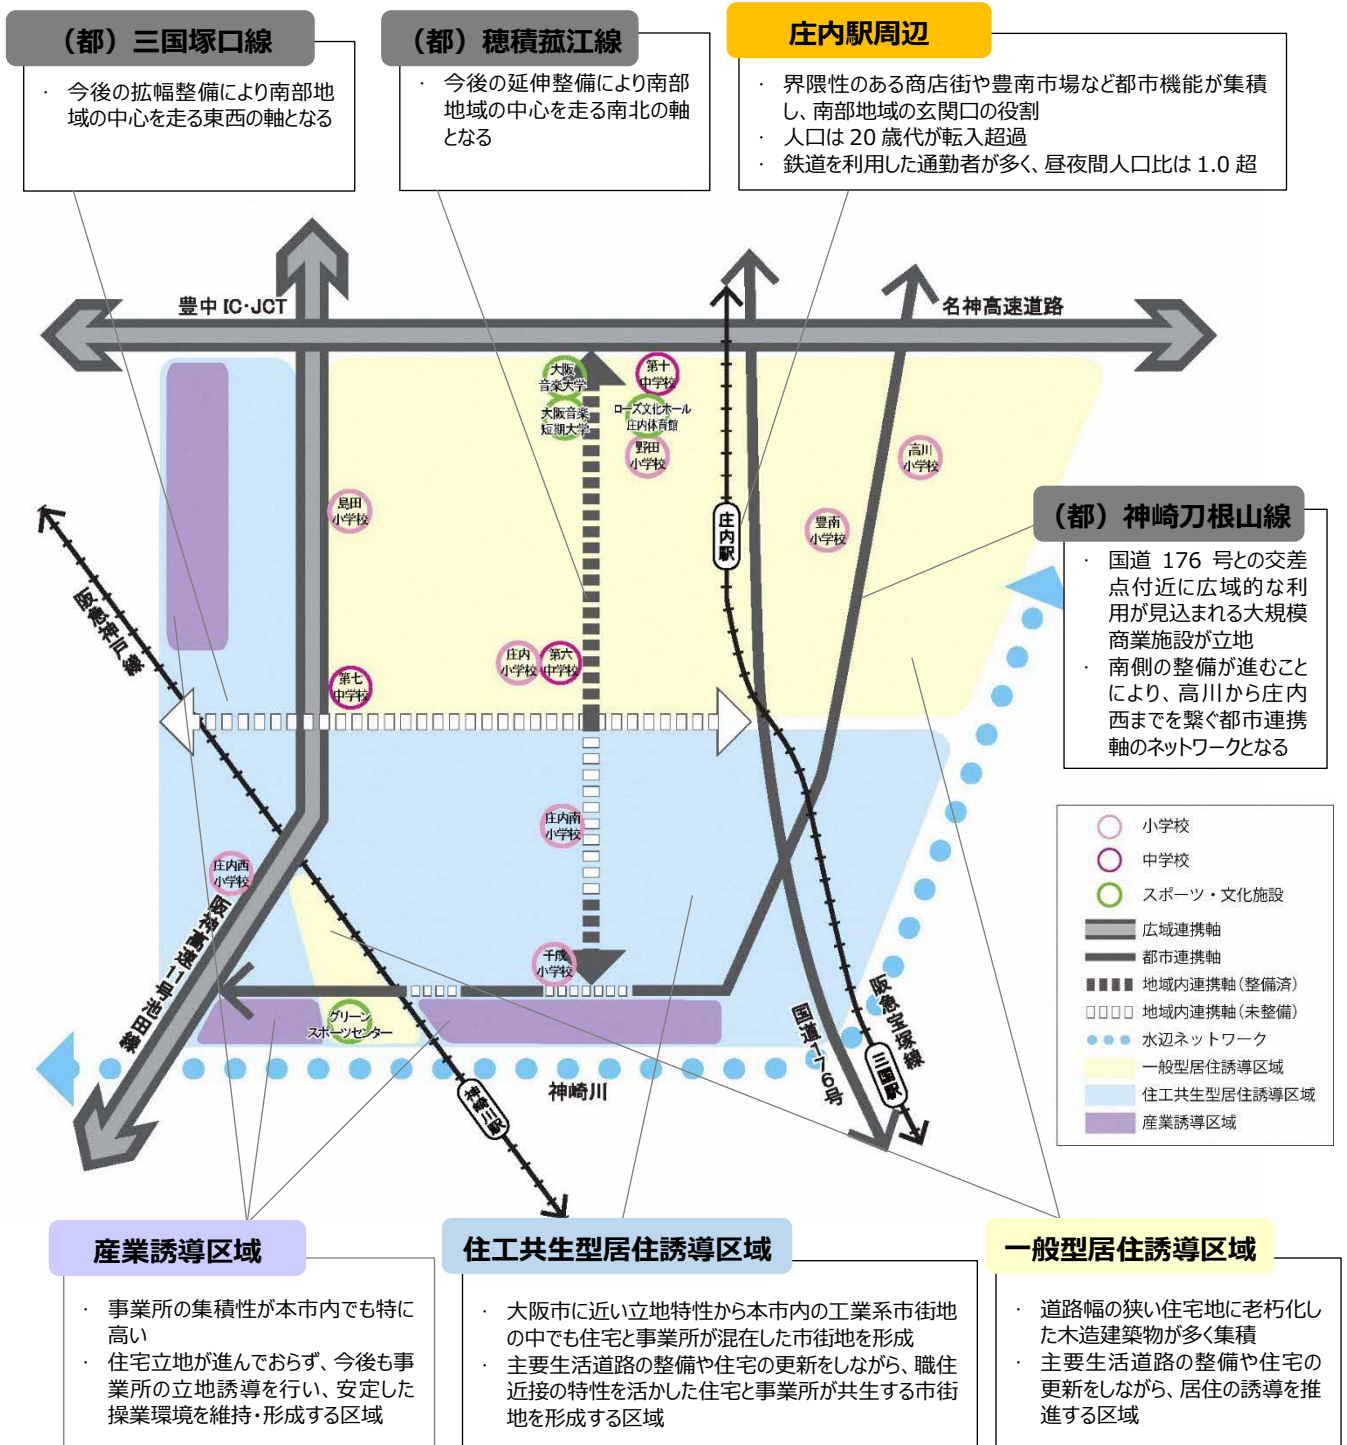 （都）三国塚口線
・ 今後の拡幅整備により南部地
域の中心を走る東西の軸となる
（都）穂積菰江線
・ 今後の延伸整備により南部
地域の中心を走る南北の軸
となる
庄内駅周辺
・ 界隈性のある商店街や豊南市場など都市機能が集積
し、南部地域の玄関口の役割
・ 人口は 20 歳代が転入超過
・ 鉄道を利用した通勤者が多く、昼夜間人口比は 1.0 超
豊中 IC・JCT
名神高速道路
大阪
音楽大学
大阪音楽
短期大学
第十
中学校
ローズ文化ホール
庄内体育館
野田
小学校
高川
小学校
島田
小学校
豊南
小学校
庄内駅
阪急神戸線
庄内
小学校
第六
中学校
第七
中学校
（都）神崎刀根山線
・ 国道 176 号との交差
点付近に広域的な利
用が見込まれる大規模
商業施設が立地
・ 南側の整備が進むこと
により、高川から庄内
西までを繋ぐ都市連携
軸のネットワークとなる
庄内南
小学校
庄内西
小学校
阪神高速11号池田線
千成
小学校
グリーン
スポーツセンター
神崎川
神崎川駅
国道176号
三国駅
阪急宝塚線
小学校
中学校
スポーツ・文化施設
広域連携軸
都市連携軸
地域内連携軸（整備済）
地域内連携軸（未整備）
水辺ネットワーク
一般型居住誘導区域
住工共生型居住誘導区域
産業誘導区域
産業誘導区域
・ 事業所の集積性が本市内でも特に
高い
・ 住宅立地が進んでおらず、今後も事
業所の立地誘導を行い、安定した
操業環境を維持・形成する区域
住工共生型居住誘導区域
・ 大阪市に近い立地特性から本市内の工業系市街地
の中でも住宅と事業所が混在した市街地を形成
・ 主要生活道路の整備や住宅の更新をしながら、職住
近接の特性を活かした住宅と事業所が共生する市街
地を形成する区域
一般型居住誘導区域
・ 道路幅の狭い住宅地に老朽化し
た木造建築物が多く集積
・ 主要生活道路の整備や住宅の
更新をしながら、居住の誘導を推
進する区域